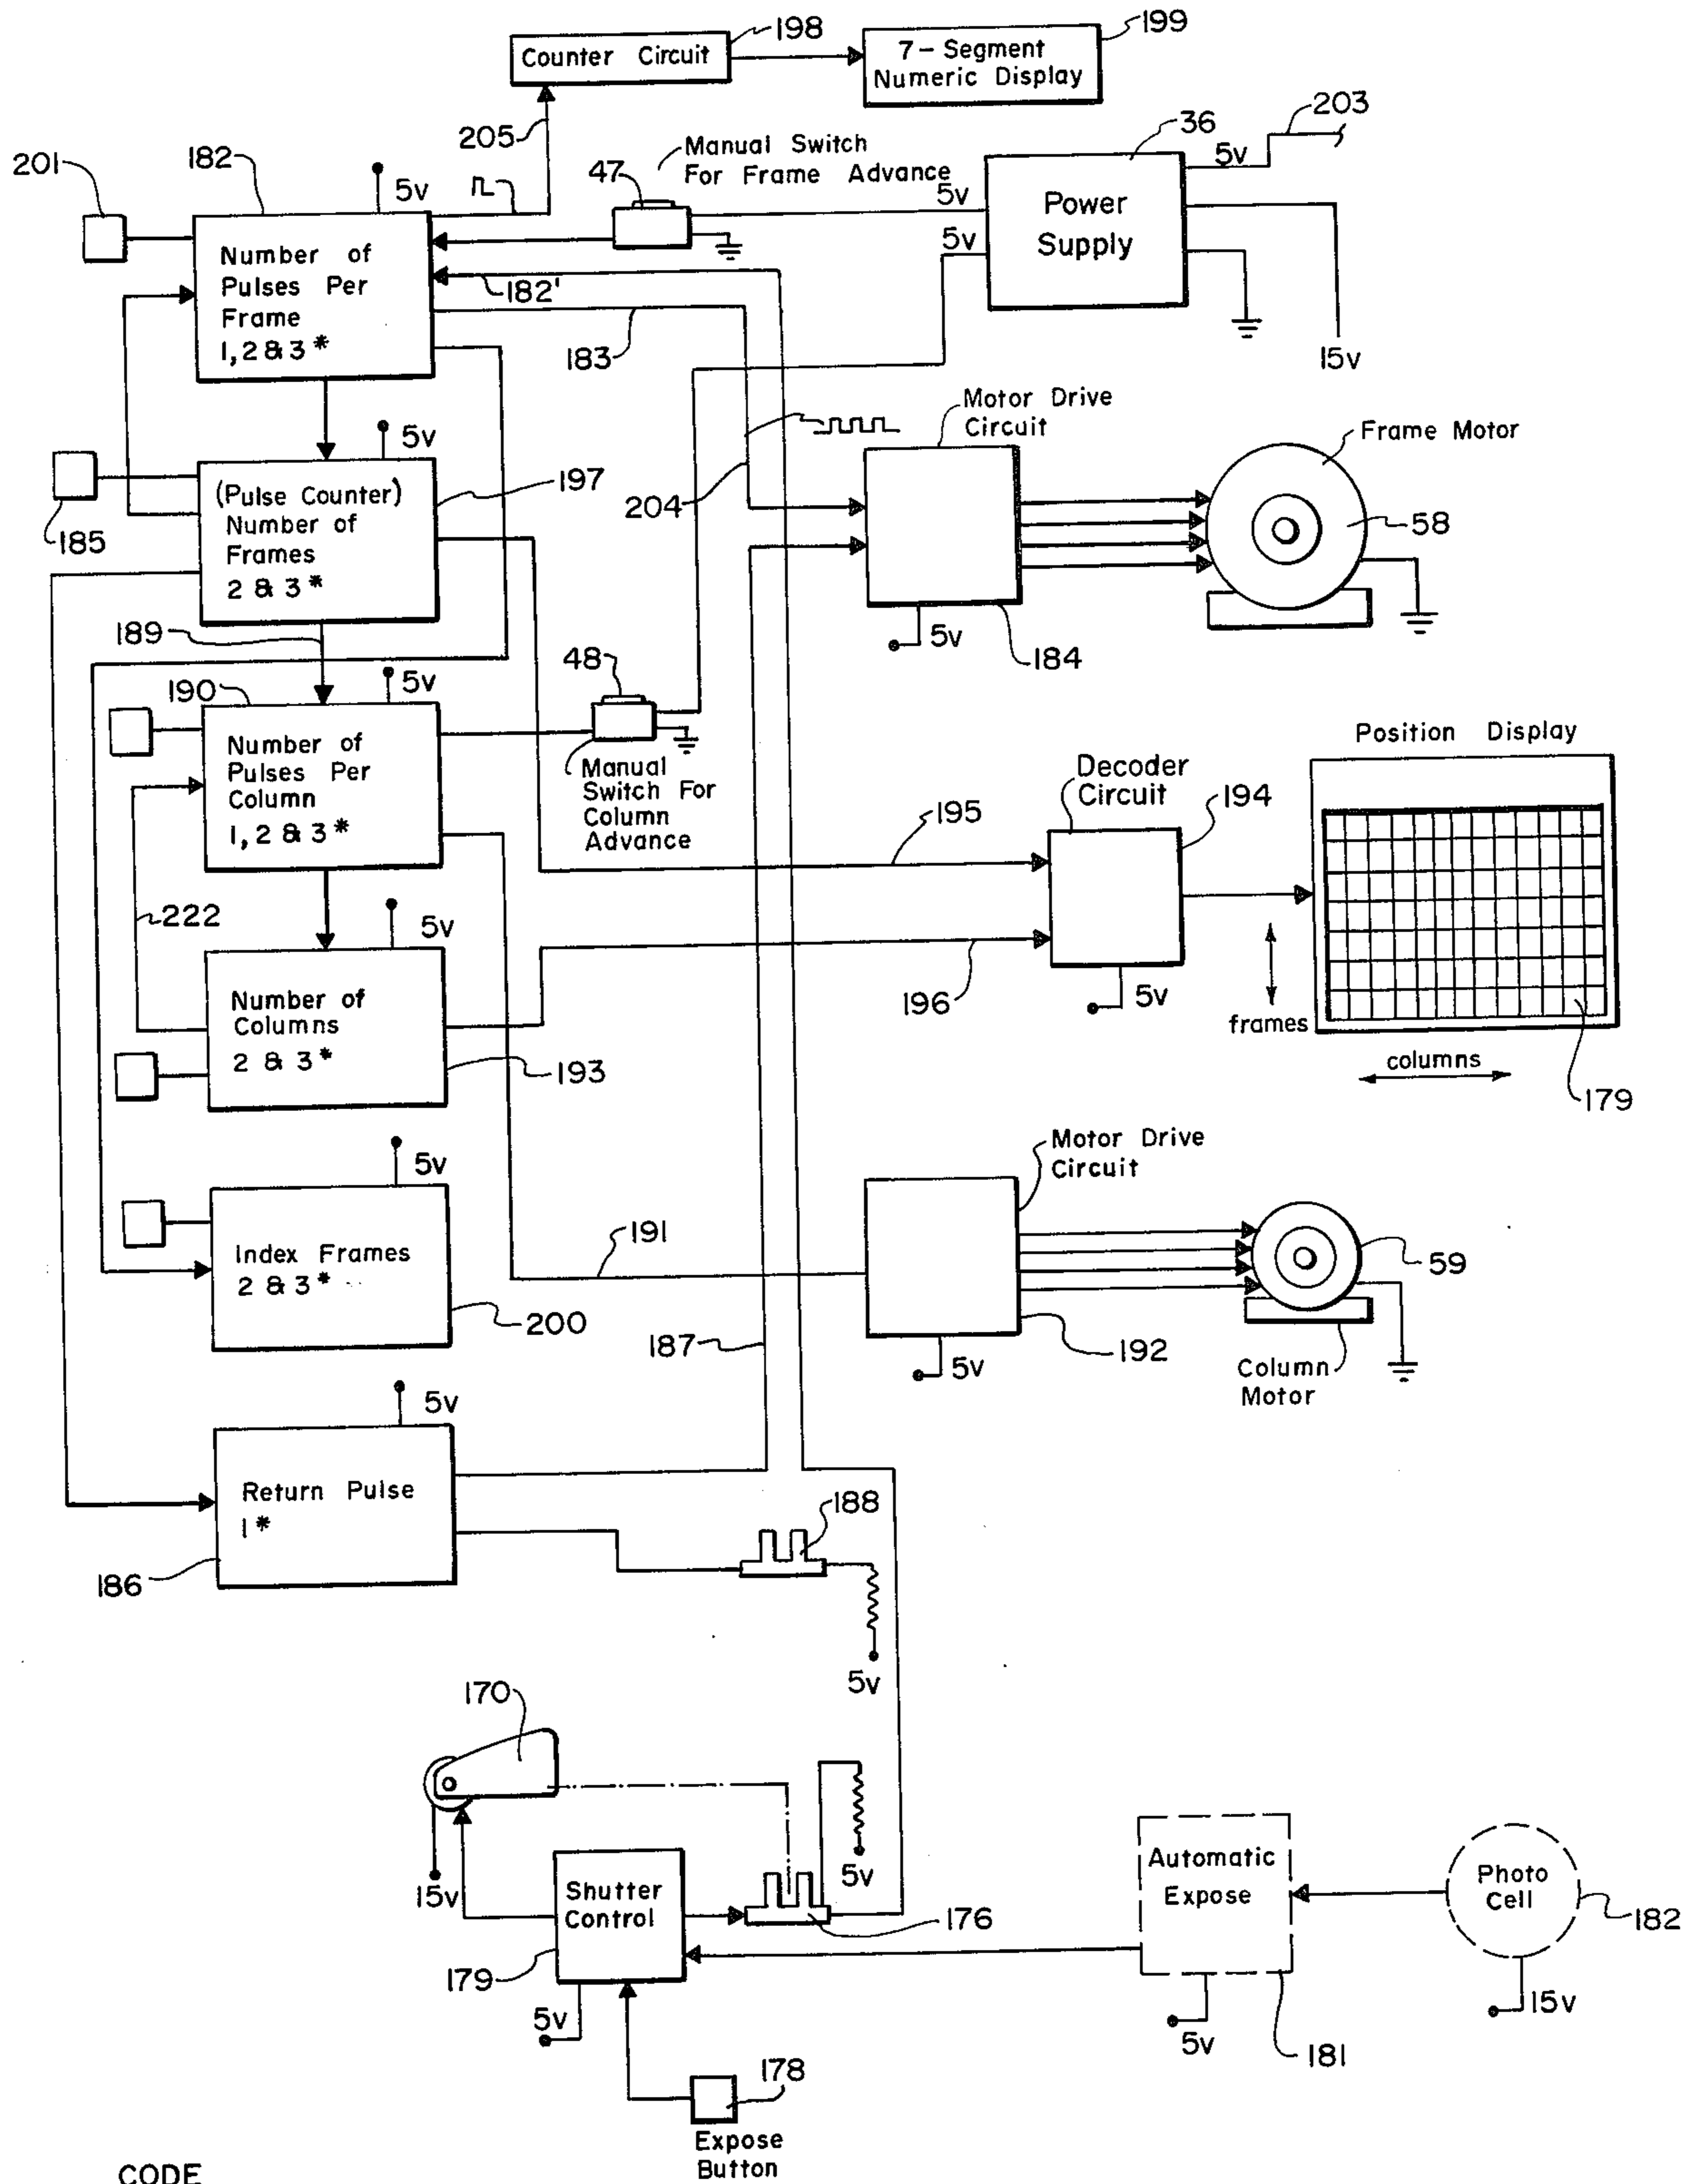 198
199
Counter Circuit
7-Segment
Numeric Display
205
203
36
201
182
5v
Manual Switch
For Frame Advance
47
5v
5v
Power
Supply
5v
Number of
Pulses Per
Frame
1, 2 & 3*
182'
183
15v
Motor Drive
Circuit
Frame Motor
5v
185
(Pulse Counter)
Number of
Frames
2 & 3*
197
204
58
5v
184
189
48
190
5v
Number of
Pulses Per
Column
1, 2 & 3*
Manual
Switch For
Column
Advance
Position Display
Decoder
Circuit
194
195
222
5v
196
5v
frames
columns
179
Number of
Columns
2 & 3*
193
Motor Drive
Circuit
5v
Index Frames
2 & 3*
200
191
59
187
5v
192
Column
Motor
5v
Return Pulse
1*
186
188
5v
170
15v
5v
Shutter
Control
176
179
5v
Automatic
Expose
Photo
Cell
182
15v
5v
181
178
Expose
Button
CODE